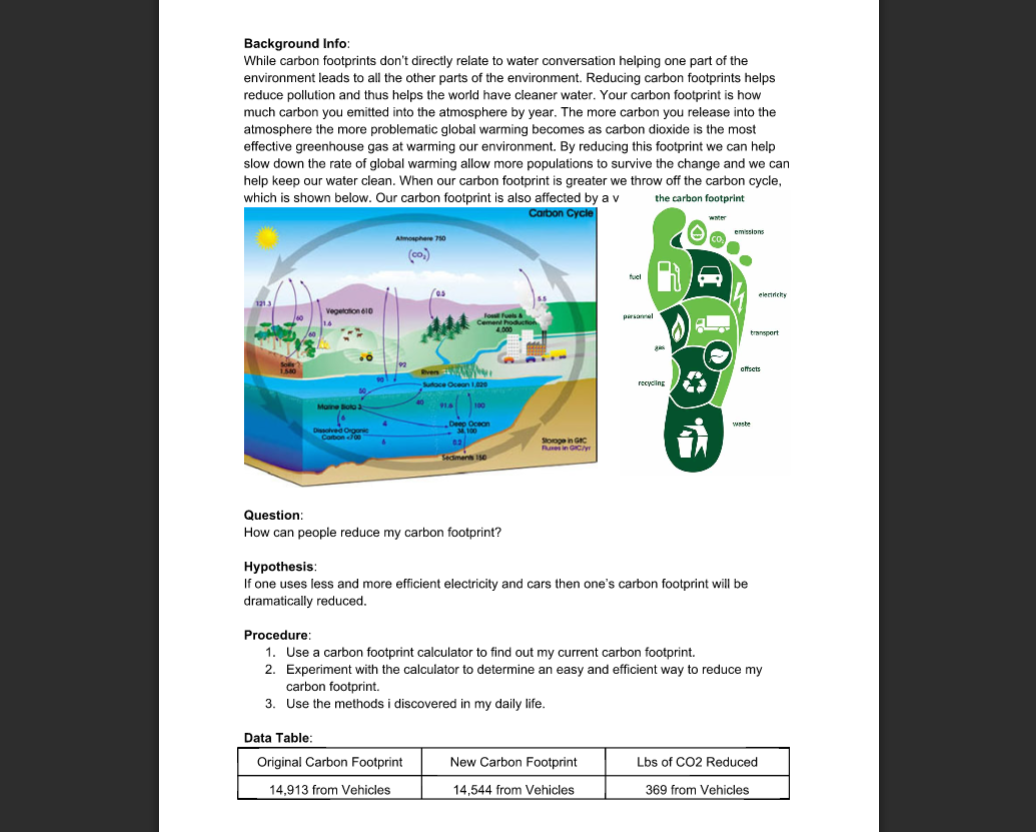 Background Info:
While carbon footprints don't directly relate to water conversation helping one part of the
environment leads to all the other parts of the environment. Reducing carbon footprints helps
reduce pollution and thus helps the world have cleaner water. Your carbon footprint is how
much carbon you emitted into the atmosphere by year. The more carbon you release into the
atmosphere the more problematic global warming becomes as carbon dioxide is the most
effective greenhouse gas at warming our environment. By reducing this footprint we can help
slow down the rate of global warming allow more populations to survive the change and we can
help keep our water clean. When our carbon footprint is greater we throw off the carbon cycle,
which is shown below. Our carbon footprint is also affected by a v
Carbon Cycle
Atmosphere 750
(CO₂)
121.3
60
1.6
60
Vegetation 610
0.5
5.5
Fossil Fuels &
Cement Production
4,000
Soils
1,580
92
90
Rivers
Surface Ocean 1,020
50
40
91.6
100
Marine Biota 3
6
4
6
Dissolved Organic
Carbon <700
Deep Ocean
38,100
0.2
Sediments 150
Storage in GtC
Fluxes in GtC/yr
the carbon footprint
water
CO₂
emissions
fuel
electricity
personnel
transport
gas
offsets
recycling
waste
Question:
How can people reduce my carbon footprint?
Hypothesis:
If one uses less and more efficient electricity and cars then one's carbon footprint will be
dramatically reduced.
Procedure:
1. Use a carbon footprint calculator to find out my current carbon footprint.
2. Experiment with the calculator to determine an easy and efficient way to reduce my
carbon footprint.
3. Use the methods i discovered in my daily life.
Data Table:
Original Carbon Footprint New Carbon Footprint Lbs of CO2 Reduced
14,913 from Vehicles 14,544 from Vehicles 369 from Vehicles